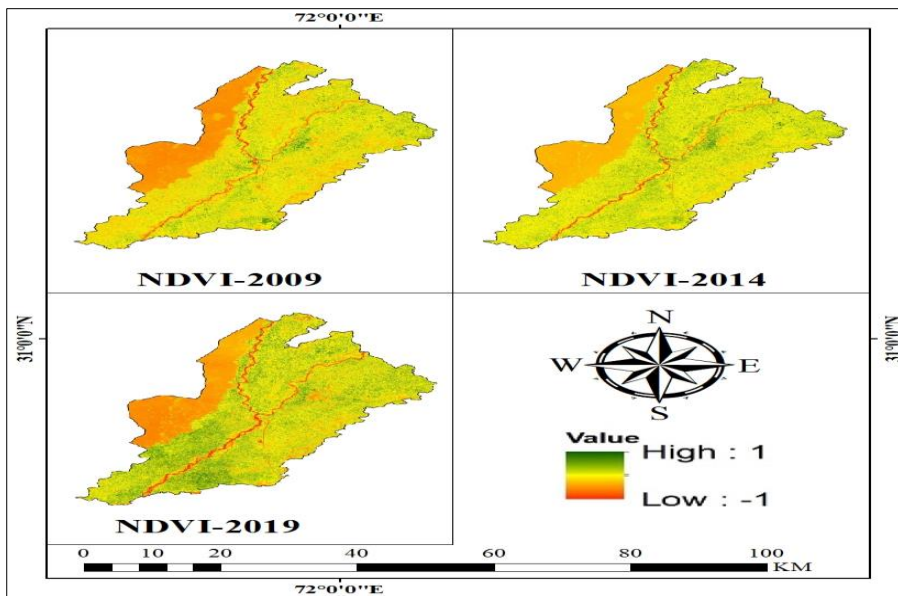 72°0'0"E
NDVI-2009
NDVI-2014
31°0'0"N
31°0'0"N
NDVI-2019
N
W
E
S
Value
High : 1
Low : -1
0 10 20 40 60 80 100
KM
72°0'0"E